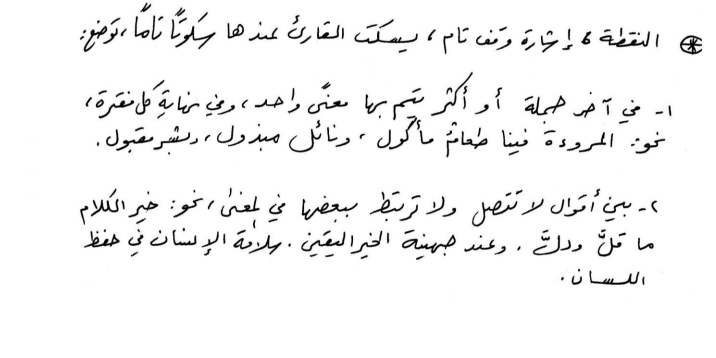 النقطة ، إشارة وقف تام ، يسكت القارئ عندها سكوتًا تامًا ، توضع :
١- في آخر جملة أو أكثر يتم بها معنًى واحد ، وفي نهاية كل فقرة ،
نحو : المروءة فينا طعامٌ مأكول ، ونائل مبذول ، وبشر مقبول .
٢- بين أقوال لا تتصل ولا ترتبط ببعضها في المعنى ، نحو : خير الكلام
ما قلَّ ودلَّ . وعند جهينة الخبر اليقين . سلامة الإنسان في حفظ
اللسان .